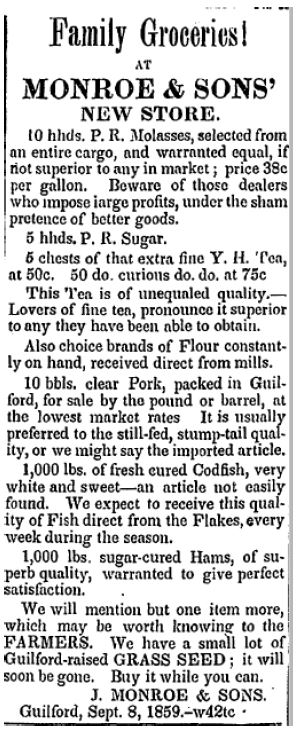 Family Groceries!
AT
MONROE & SONS'
NEW STORE.
10 hhds. P. R. Molasses, selected from
an entire cargo, and warranted equal, if
not superior to any in market; price 38c
per gallon. Beware of those dealers
who impose large profits, under the sham
pretence of better goods.
5 hhds. P. R. Sugar.
5 chests of that extra fine Y. H. Tea,
at 50c. 50 do. curious do. do. at 75c
This Tea is of unequaled quality.—
Lovers of fine tea, pronounce it superior
to any they have been able to obtain.
Also choice brands of Flour constant-
ly on hand, received direct from mills.
10 bbls. clear Pork, packed in Guil-
ford, for sale by the pound or barrel, at
the lowest market rates It is usually
preferred to the still-fed, stump-tail qual-
ity, or we might say the imported article.
1,000 lbs. of fresh cured Codfish, very
white and sweet—an article not easily
found. We expect to receive this qual-
ity of Fish direct from the Flakes, every
week during the season.
1,000 lbs. sugar-cured Hams, of su-
perb quality, warranted to give perfect
satisfaction.
We will mention but one item more,
which may be worth knowing to the
FARMERS. We have a small lot of
Guilford-raised GRASS SEED; it will
soon be gone. Buy it while you can.
J. MONROE & SONS.
Guilford, Sept. 8, 1859.-w42tc